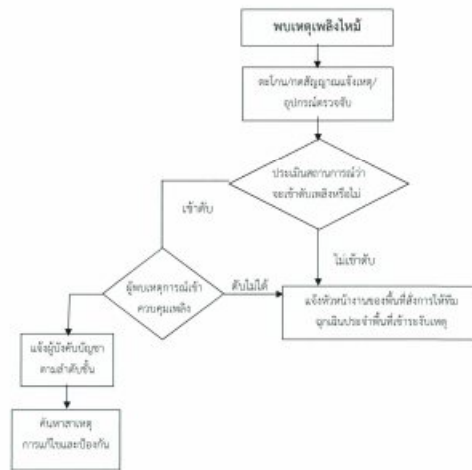 พบเหตุเพลิงไหม้
ตะโกน/กดสัญญาณแจ้งเหตุ/
อุปกรณ์ตรวจจับ
ประเมินสถานการณ์ว่า
จะเข้าดับเพลิงหรือไม่
เข้าดับ
ไม่เข้าดับ
ผู้พบเหตุการณ์เข้า
ควบคุมเพลิง
ดับไม่ได้
แจ้งหัวหน้างานของพื้นที่สั่งการให้ทีม
ฉุกเฉินประจำพื้นที่เข้าระงับเหตุ
แจ้งผู้บังคับบัญชา
ตามลำดับชั้น
ค้นหาสาเหตุ
การแก้ไขและป้องกัน